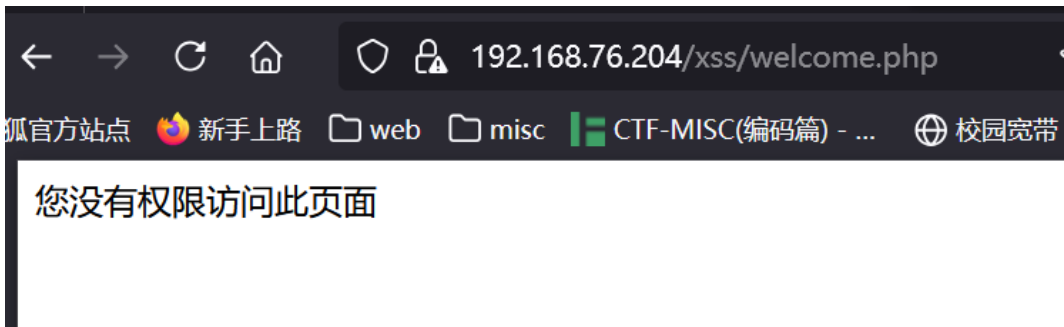 192.168.76.204/xss/welcome.php
狐官方站点 新手上路 web misc CTF-MISC(编码篇) - ... 校园宽带
您没有权限访问此页面